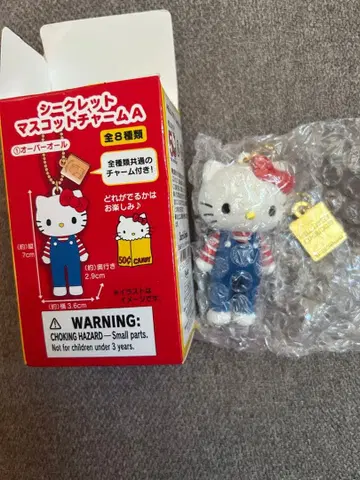 シークレット
マスコットチャームA
全8種類
①オーバーオール
全種類共通の
チャーム付き!
どれがでるかは
お楽しみ♪
(約)縦
7cm
(約)奥行き
2.9cm
50¢ CANDY
(約)横3.6cm
※イラストは
イメージです
WARNING:
CHOKING HAZARD—Small parts.
Not for children under 3 years.